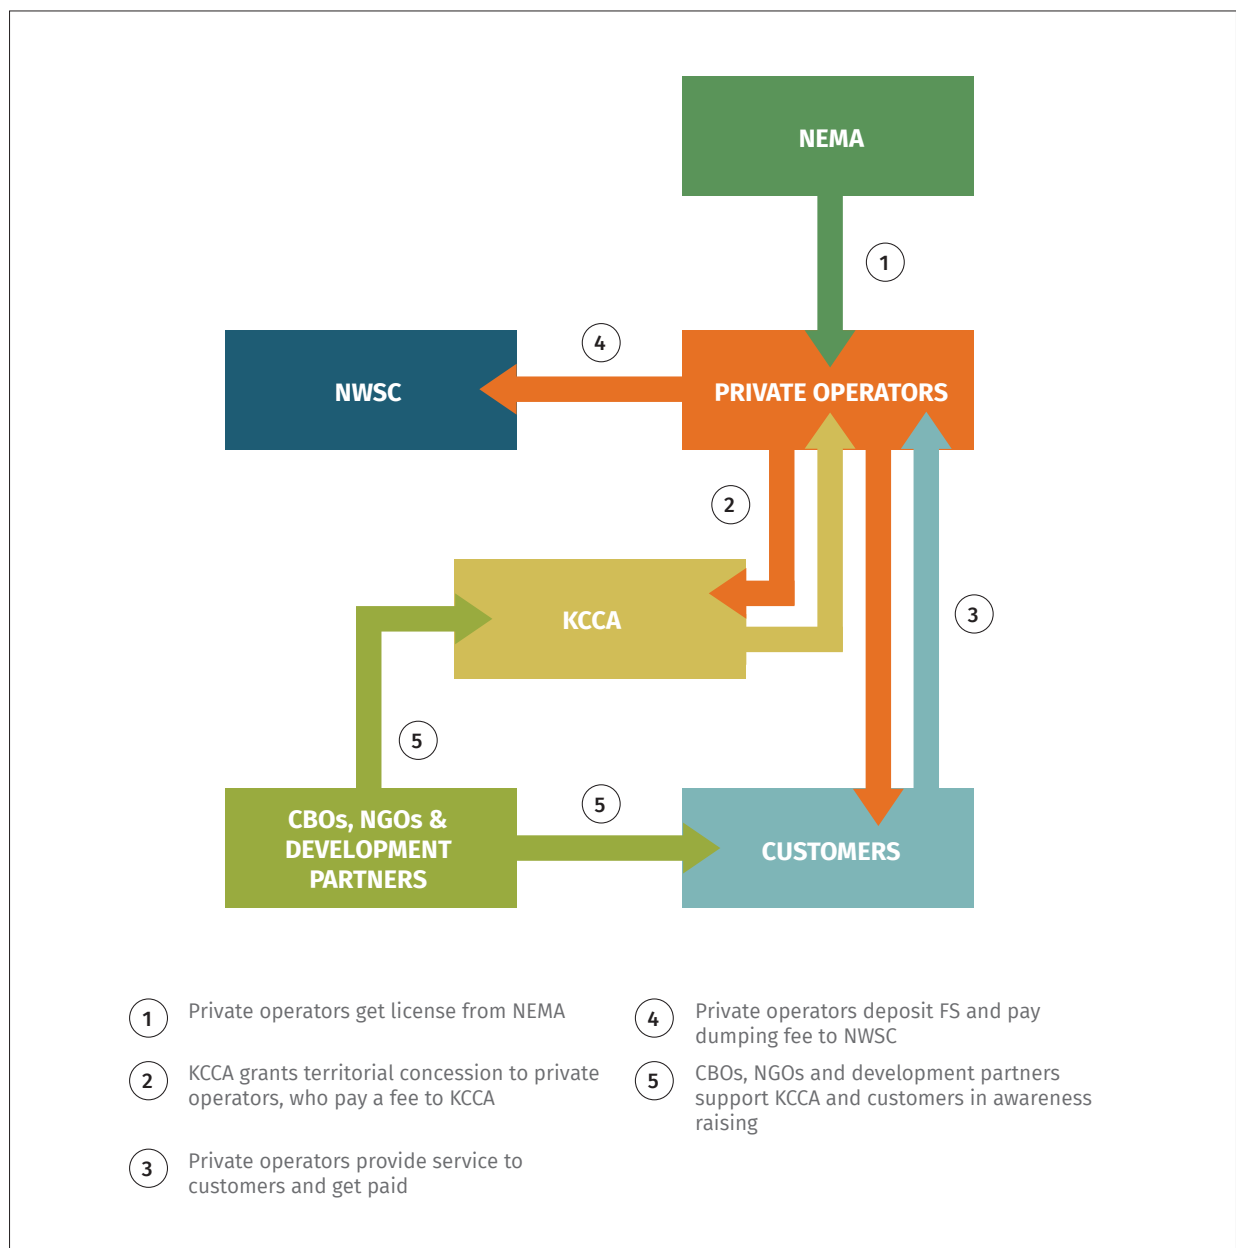 NEMA
1
4
NWSC
PRIVATE OPERATORS
2
3
KCCA
5
5
CBOs, NGOs &
DEVELOPMENT
PARTNERS
CUSTOMERS
1 Private operators get license from NEMA
2 KCCA grants territorial concession to private
operators, who pay a fee to KCCA
3 Private operators provide service to
customers and get paid
4 Private operators deposit FS and pay
dumping fee to NWSC
5 CBOs, NGOs and development partners
support KCCA and customers in awareness
raising